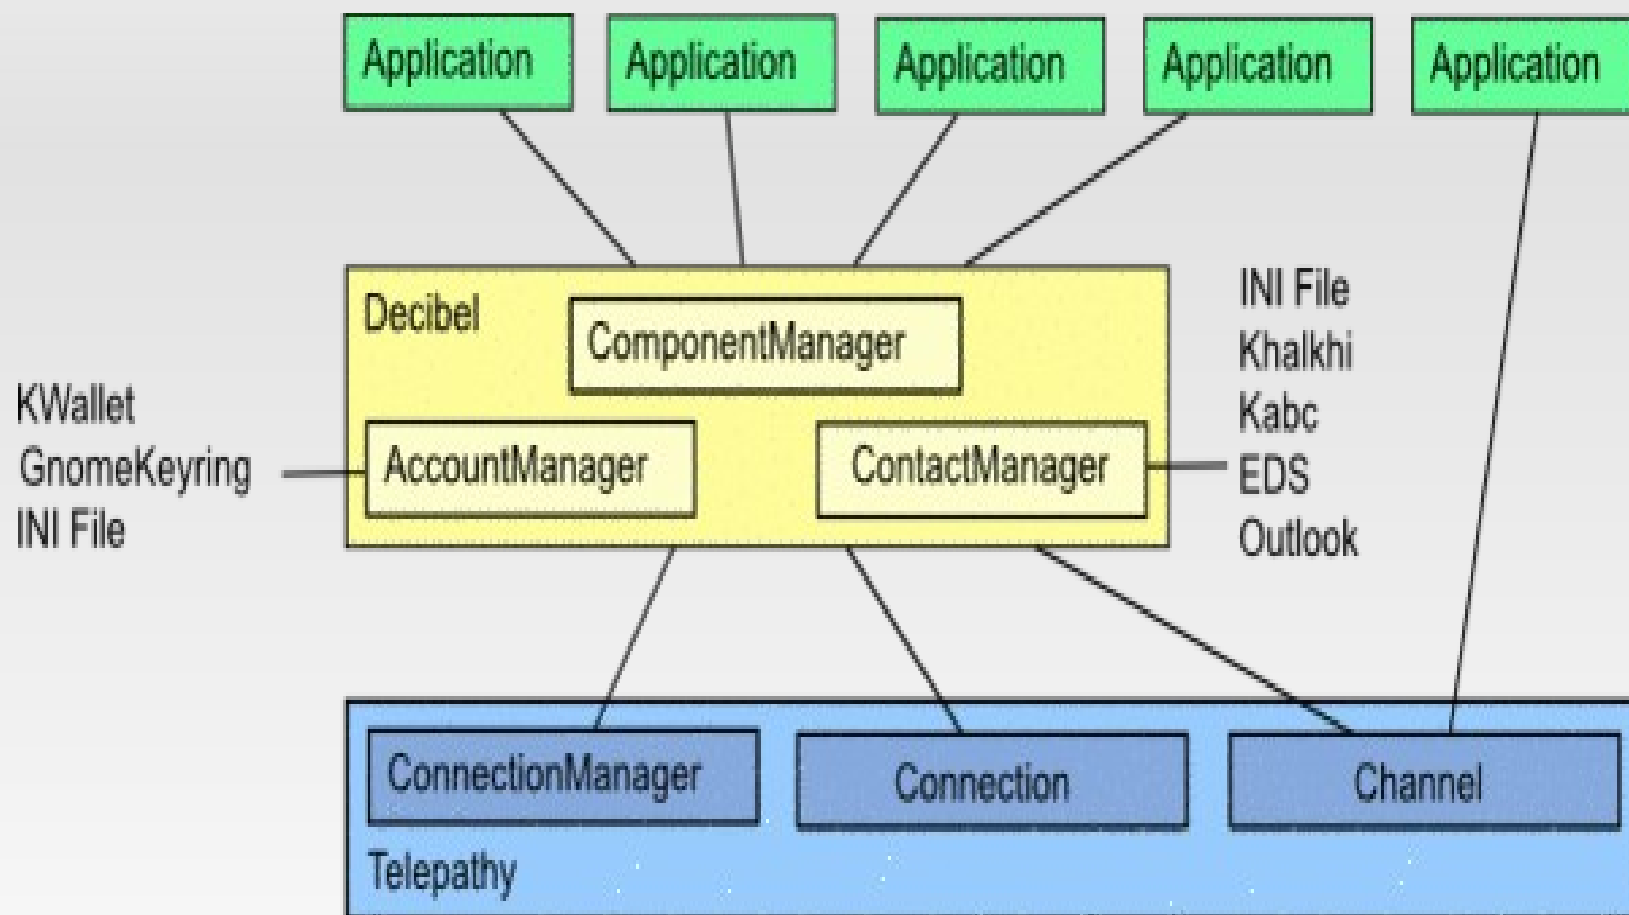 Application
Application
Application
Application
Application
Decibel
ComponentManager
AccountManager
ContactManager
KWallet
GnomeKeyring
INI File
INI File
Khalkhi
Kabc
EDS
Outlook
ConnectionManager
Connection
Channel
Telepathy